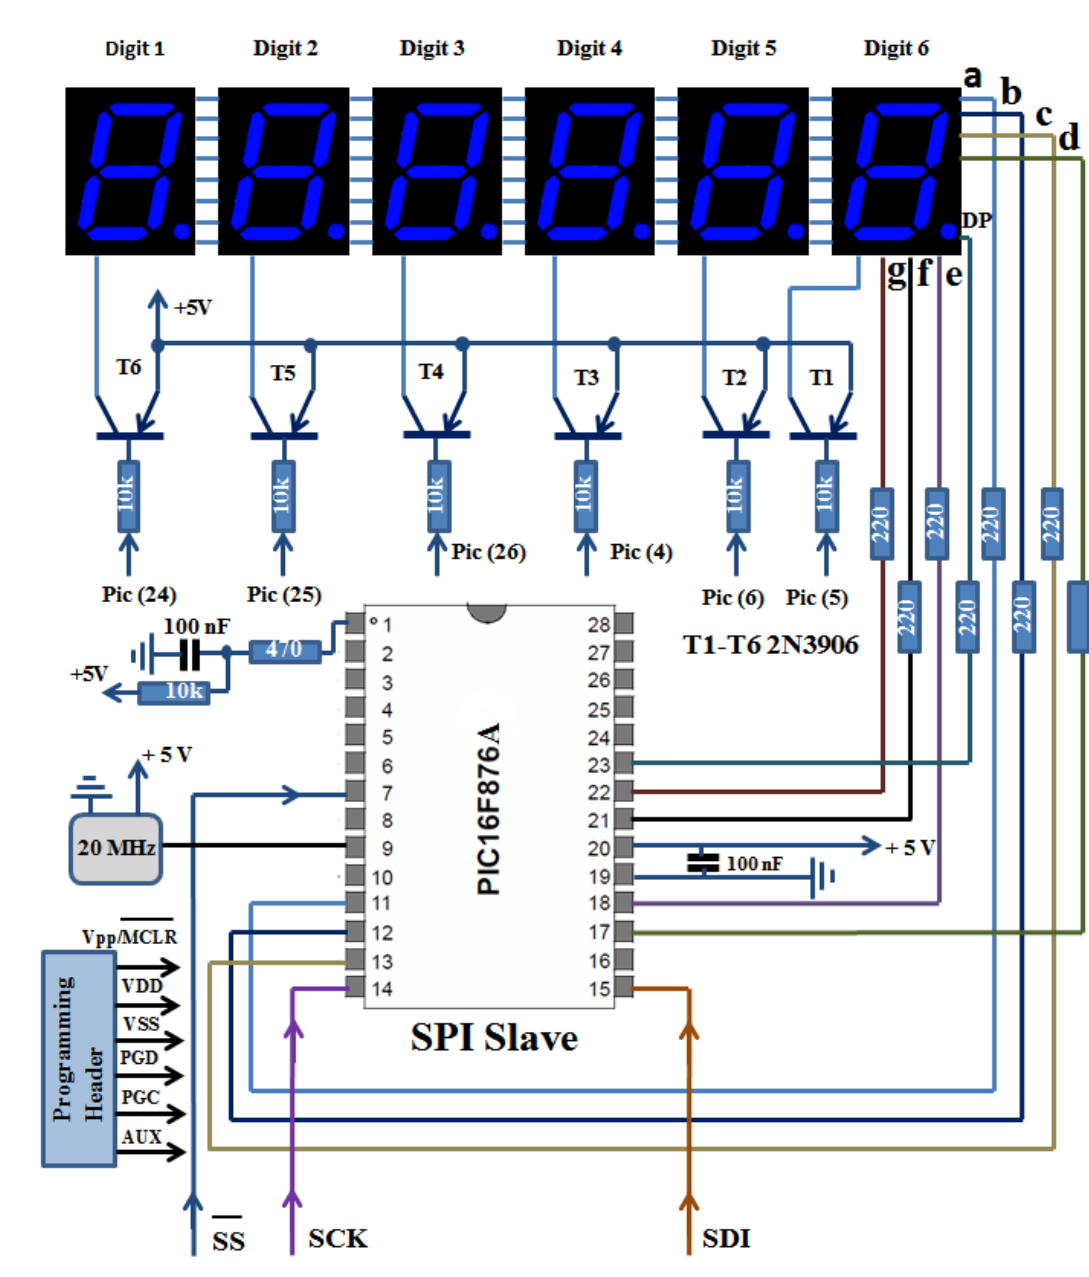 Digit 1 Digit 2 Digit 3 Digit 4 Digit 5 Digit 6
a
b
c
d
DP
g f e
+5V
T6 T5 T4 T3 T2 T1
10k 10k 10k 10k 10k 10k
220 220 220 220
220 220 220
Pic (26) Pic (4)
Pic (24) Pic (25) Pic (6) Pic (5)
T1-T6 2N3906
100 nF
470
+5V
10k
+ 5 V
20 MHz
1 28
2 27
3 26
4 25
5 24
6 23
7 22
8 21
9 20
10 19
11 18
12 17
13 16
14 15
PIC16F876A
+ 5 V
100 nF
SPI Slave
Programming
Header
Vpp/MCLR
VDD
VSS
PGD
PGC
AUX
SS SCK SDI